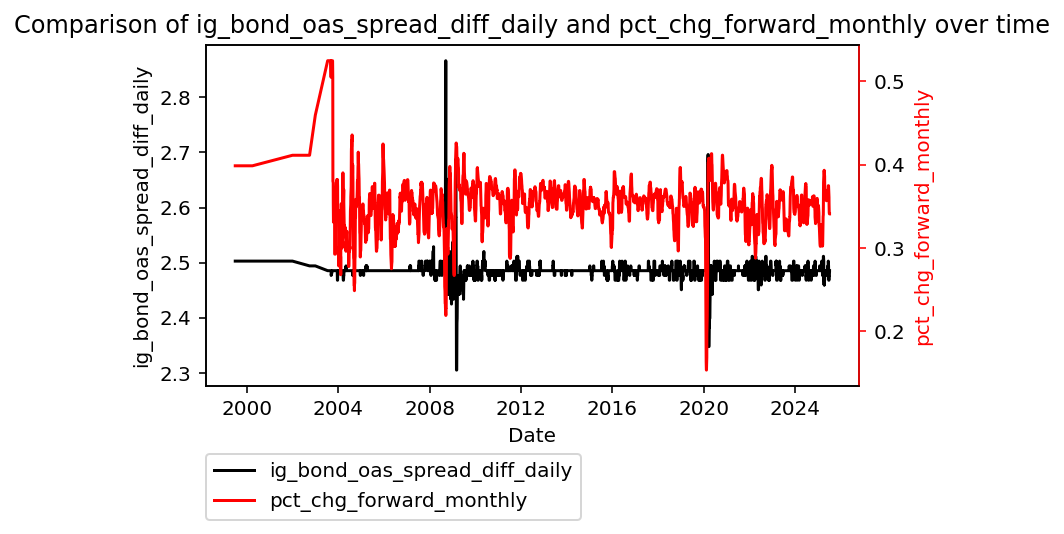 Comparison of ig_bond_oas_spread_diff_daily and pct_chg_forward_monthly over time
ig_bond_oas_spread_diff_daily
2.8
2.7
2.6
2.5
2.4
2.3
0.5
0.4
0.3
0.2
pct_chg_forward_monthly
2000 2004 2008 2012 2016 2020 2024
Date
ig_bond_oas_spread_diff_daily
pct_chg_forward_monthly